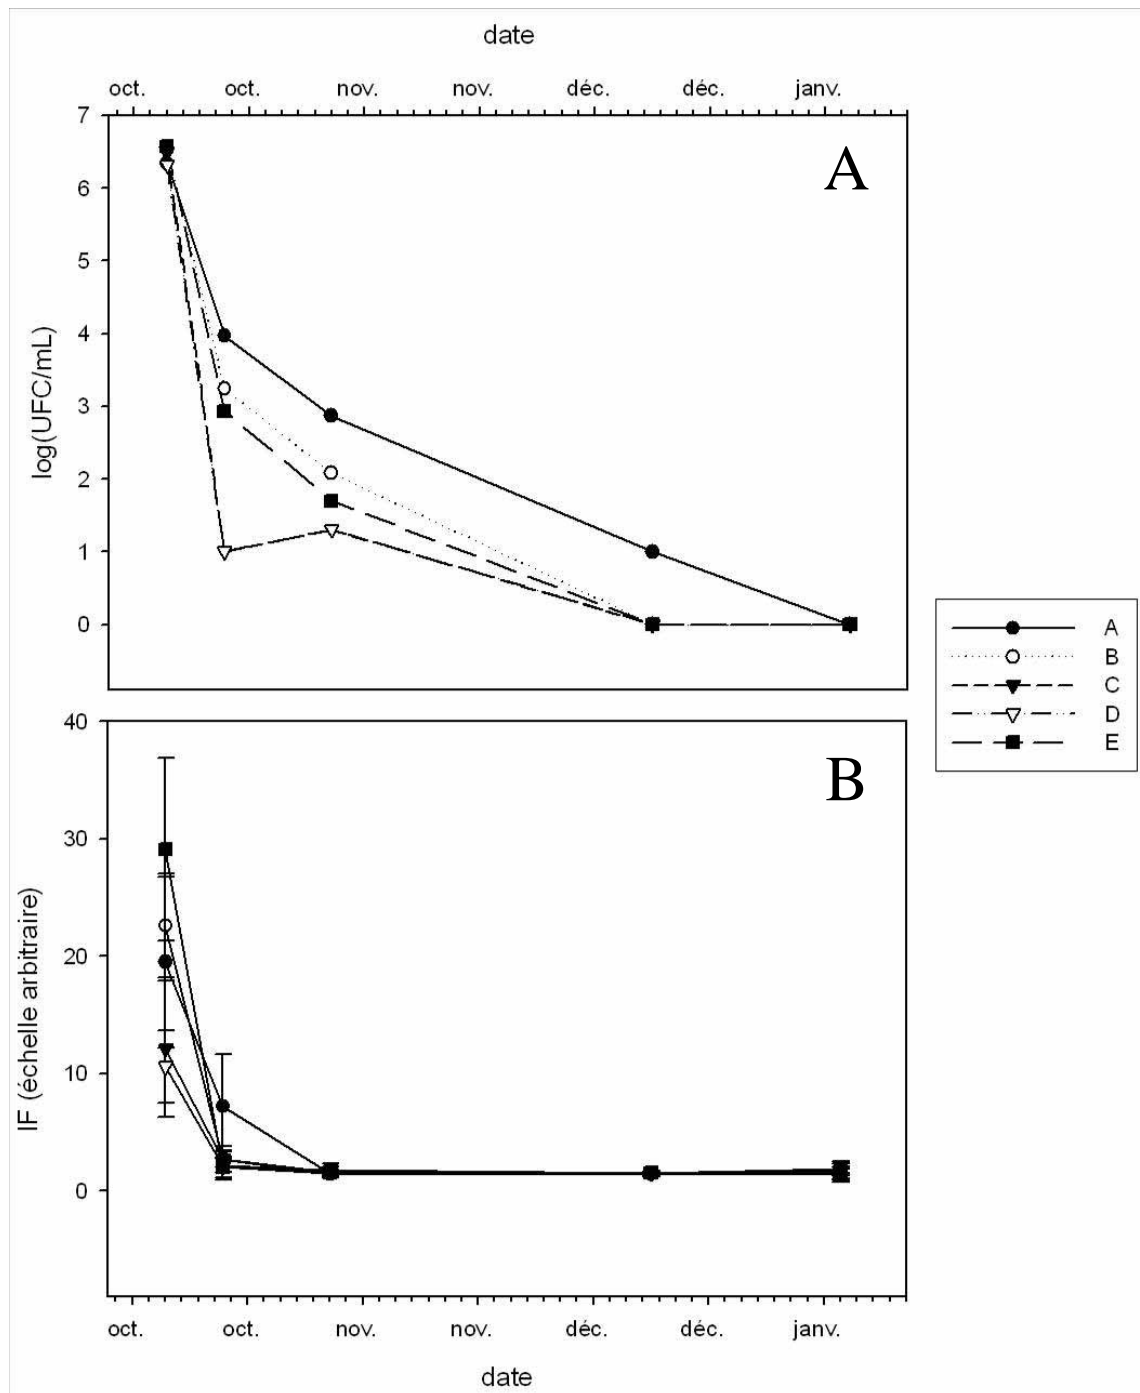 date
oct. oct. nov. nov. déc. déc. janv.
7
A
6
5
4
3
2
1
0
log(UFC/mL)
A
B
C
D
E
40
B
30
20
10
0
IF (échelle arbitraire)
oct. oct. nov. nov. déc. déc. janv.
date